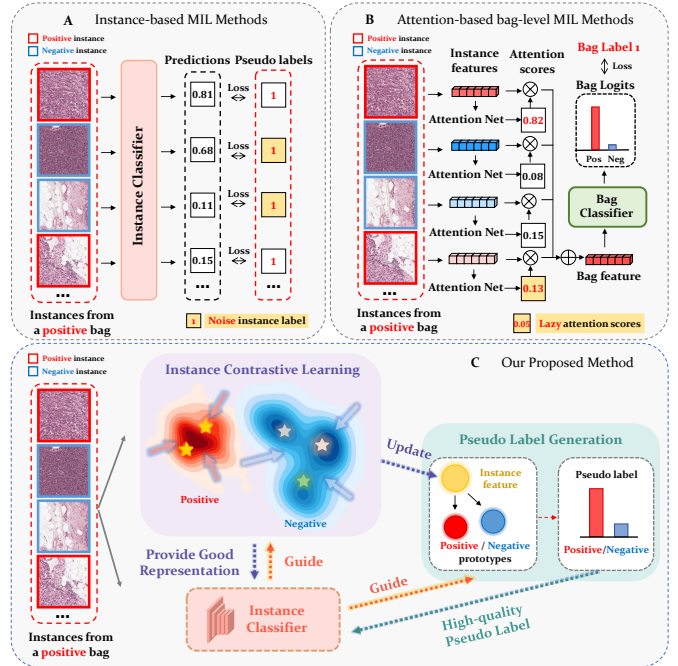 A Instance-based MIL Methods
Positive instance
Negative instance
Predictions Pseudo labels
Instance Classifier
0.81 Loss 1
0.68 Loss 1
0.11 Loss 1
0.15 Loss 1
... ... ...
Instances from
a positive bag
1 Noise instance label
B Attention-based bag-level MIL Methods
Positive instance
Negative instance
Instance
features
Attention
scores
Bag Label 1
Loss
Bag Logits
Attention Net 0.82
Pos Neg
Attention Net 0.08
Bag
Classifier
Attention Net 0.15
Attention Net 0.13
Bag feature
...
Instances from
a positive bag
0.05 Lazy attention scores
C Our Proposed Method
Positive instance
Negative instance
Instance Contrastive Learning
Positive
Negative
Update
Pseudo Label Generation
Instance
feature
Positive / Negative
prototypes
Pseudo label
Positive/Negative
Provide Good
Representation
Guide
Instance
Classifier
Guide
High-quality
Pseudo Label
...
Instances from
a positive bag